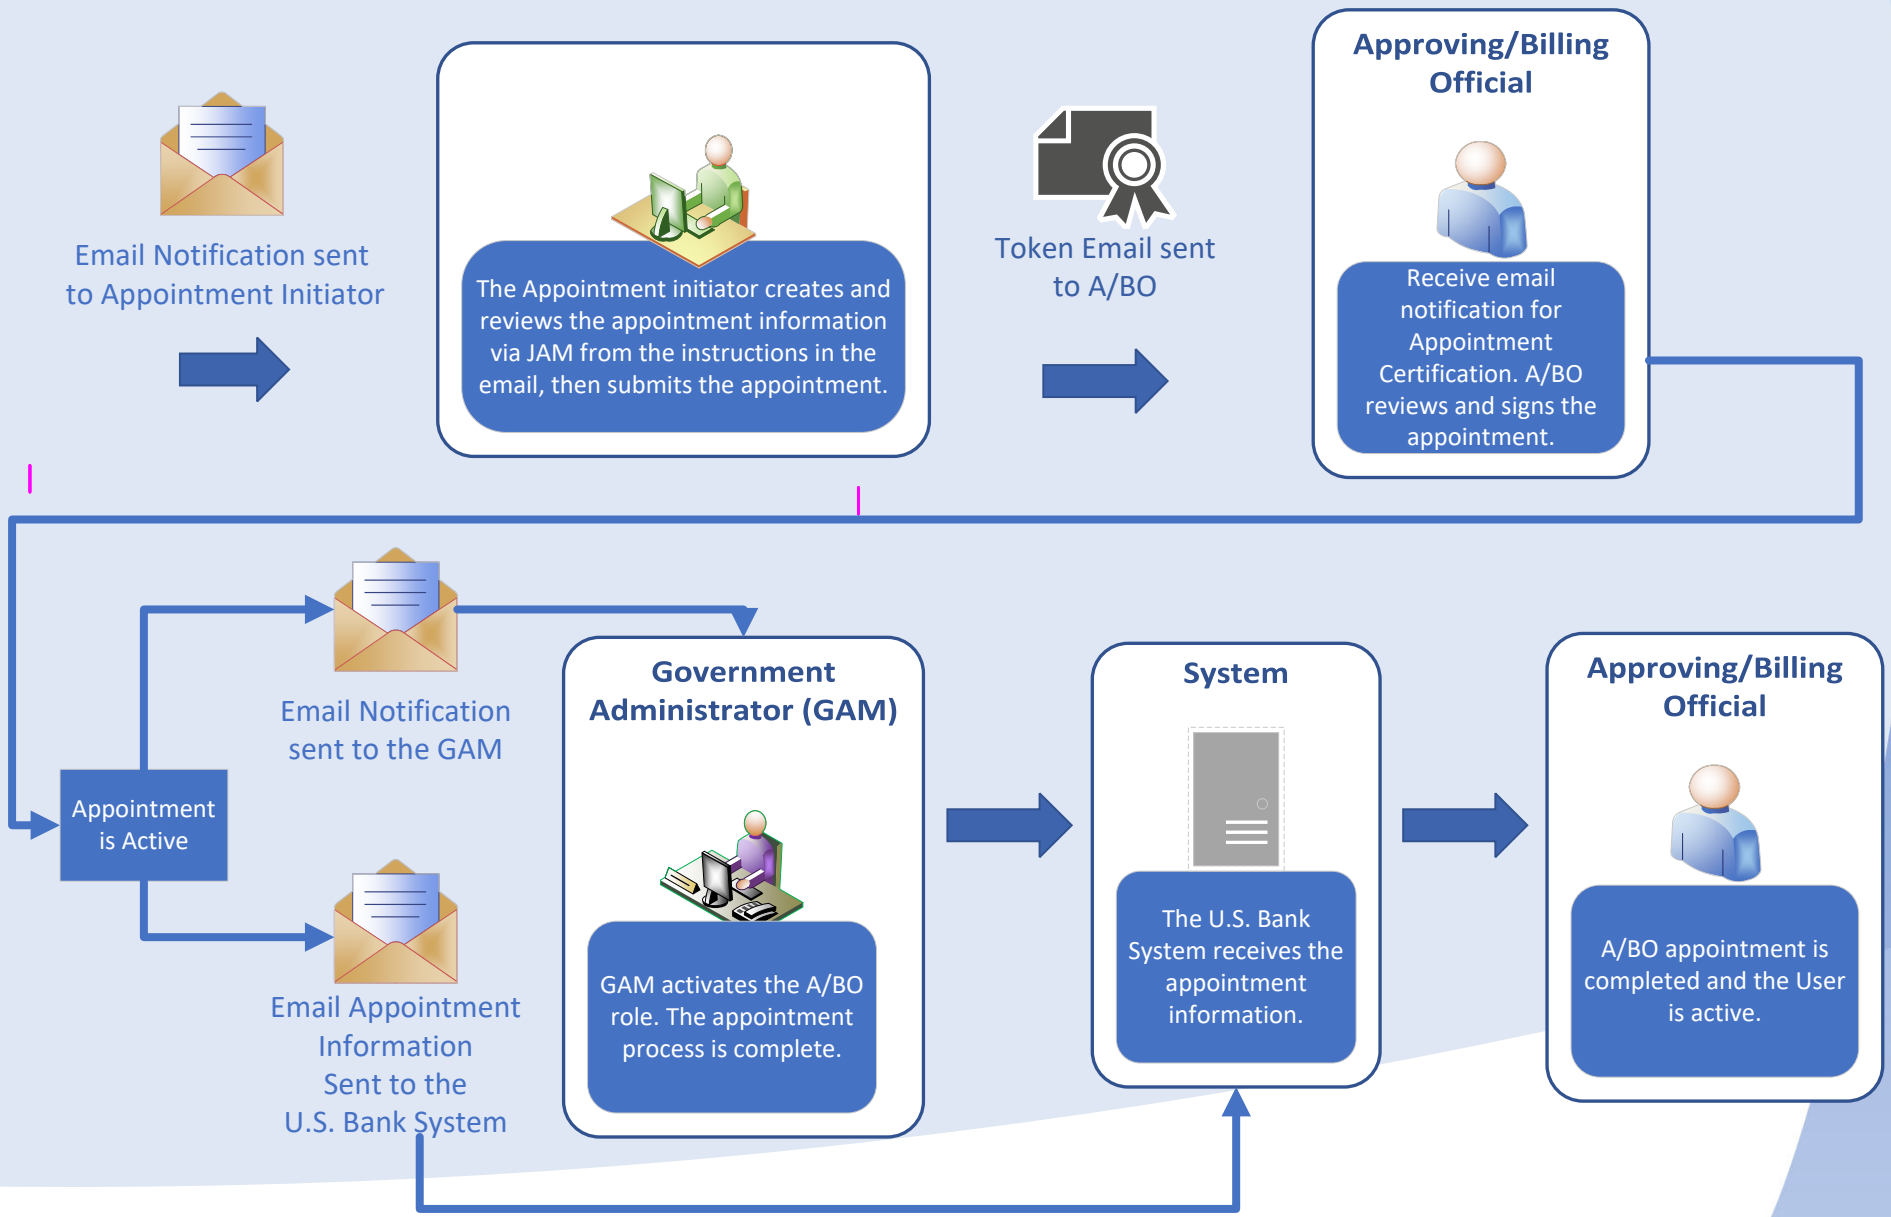 Email Notification sent
to Appointment Initiator
The Appointment initiator creates and
reviews the appointment information
via JAM from the instructions in the
email, then submits the appointment.
Token Email sent
to A/BO
Approving/Billing
Official
Receive email
notification for
Appointment
Certification. A/BO
reviews and signs the
appointment.
Appointment
is Active
Email Notification
sent to the GAM
Email Appointment
Information
Sent to the
U.S. Bank System
Government
Administrator (GAM)
GAM activates the A/BO
role. The appointment
process is complete.
System
The U.S. Bank
System receives the
appointment
information.
Approving/Billing
Official
A/BO appointment is
completed and the User
is active.